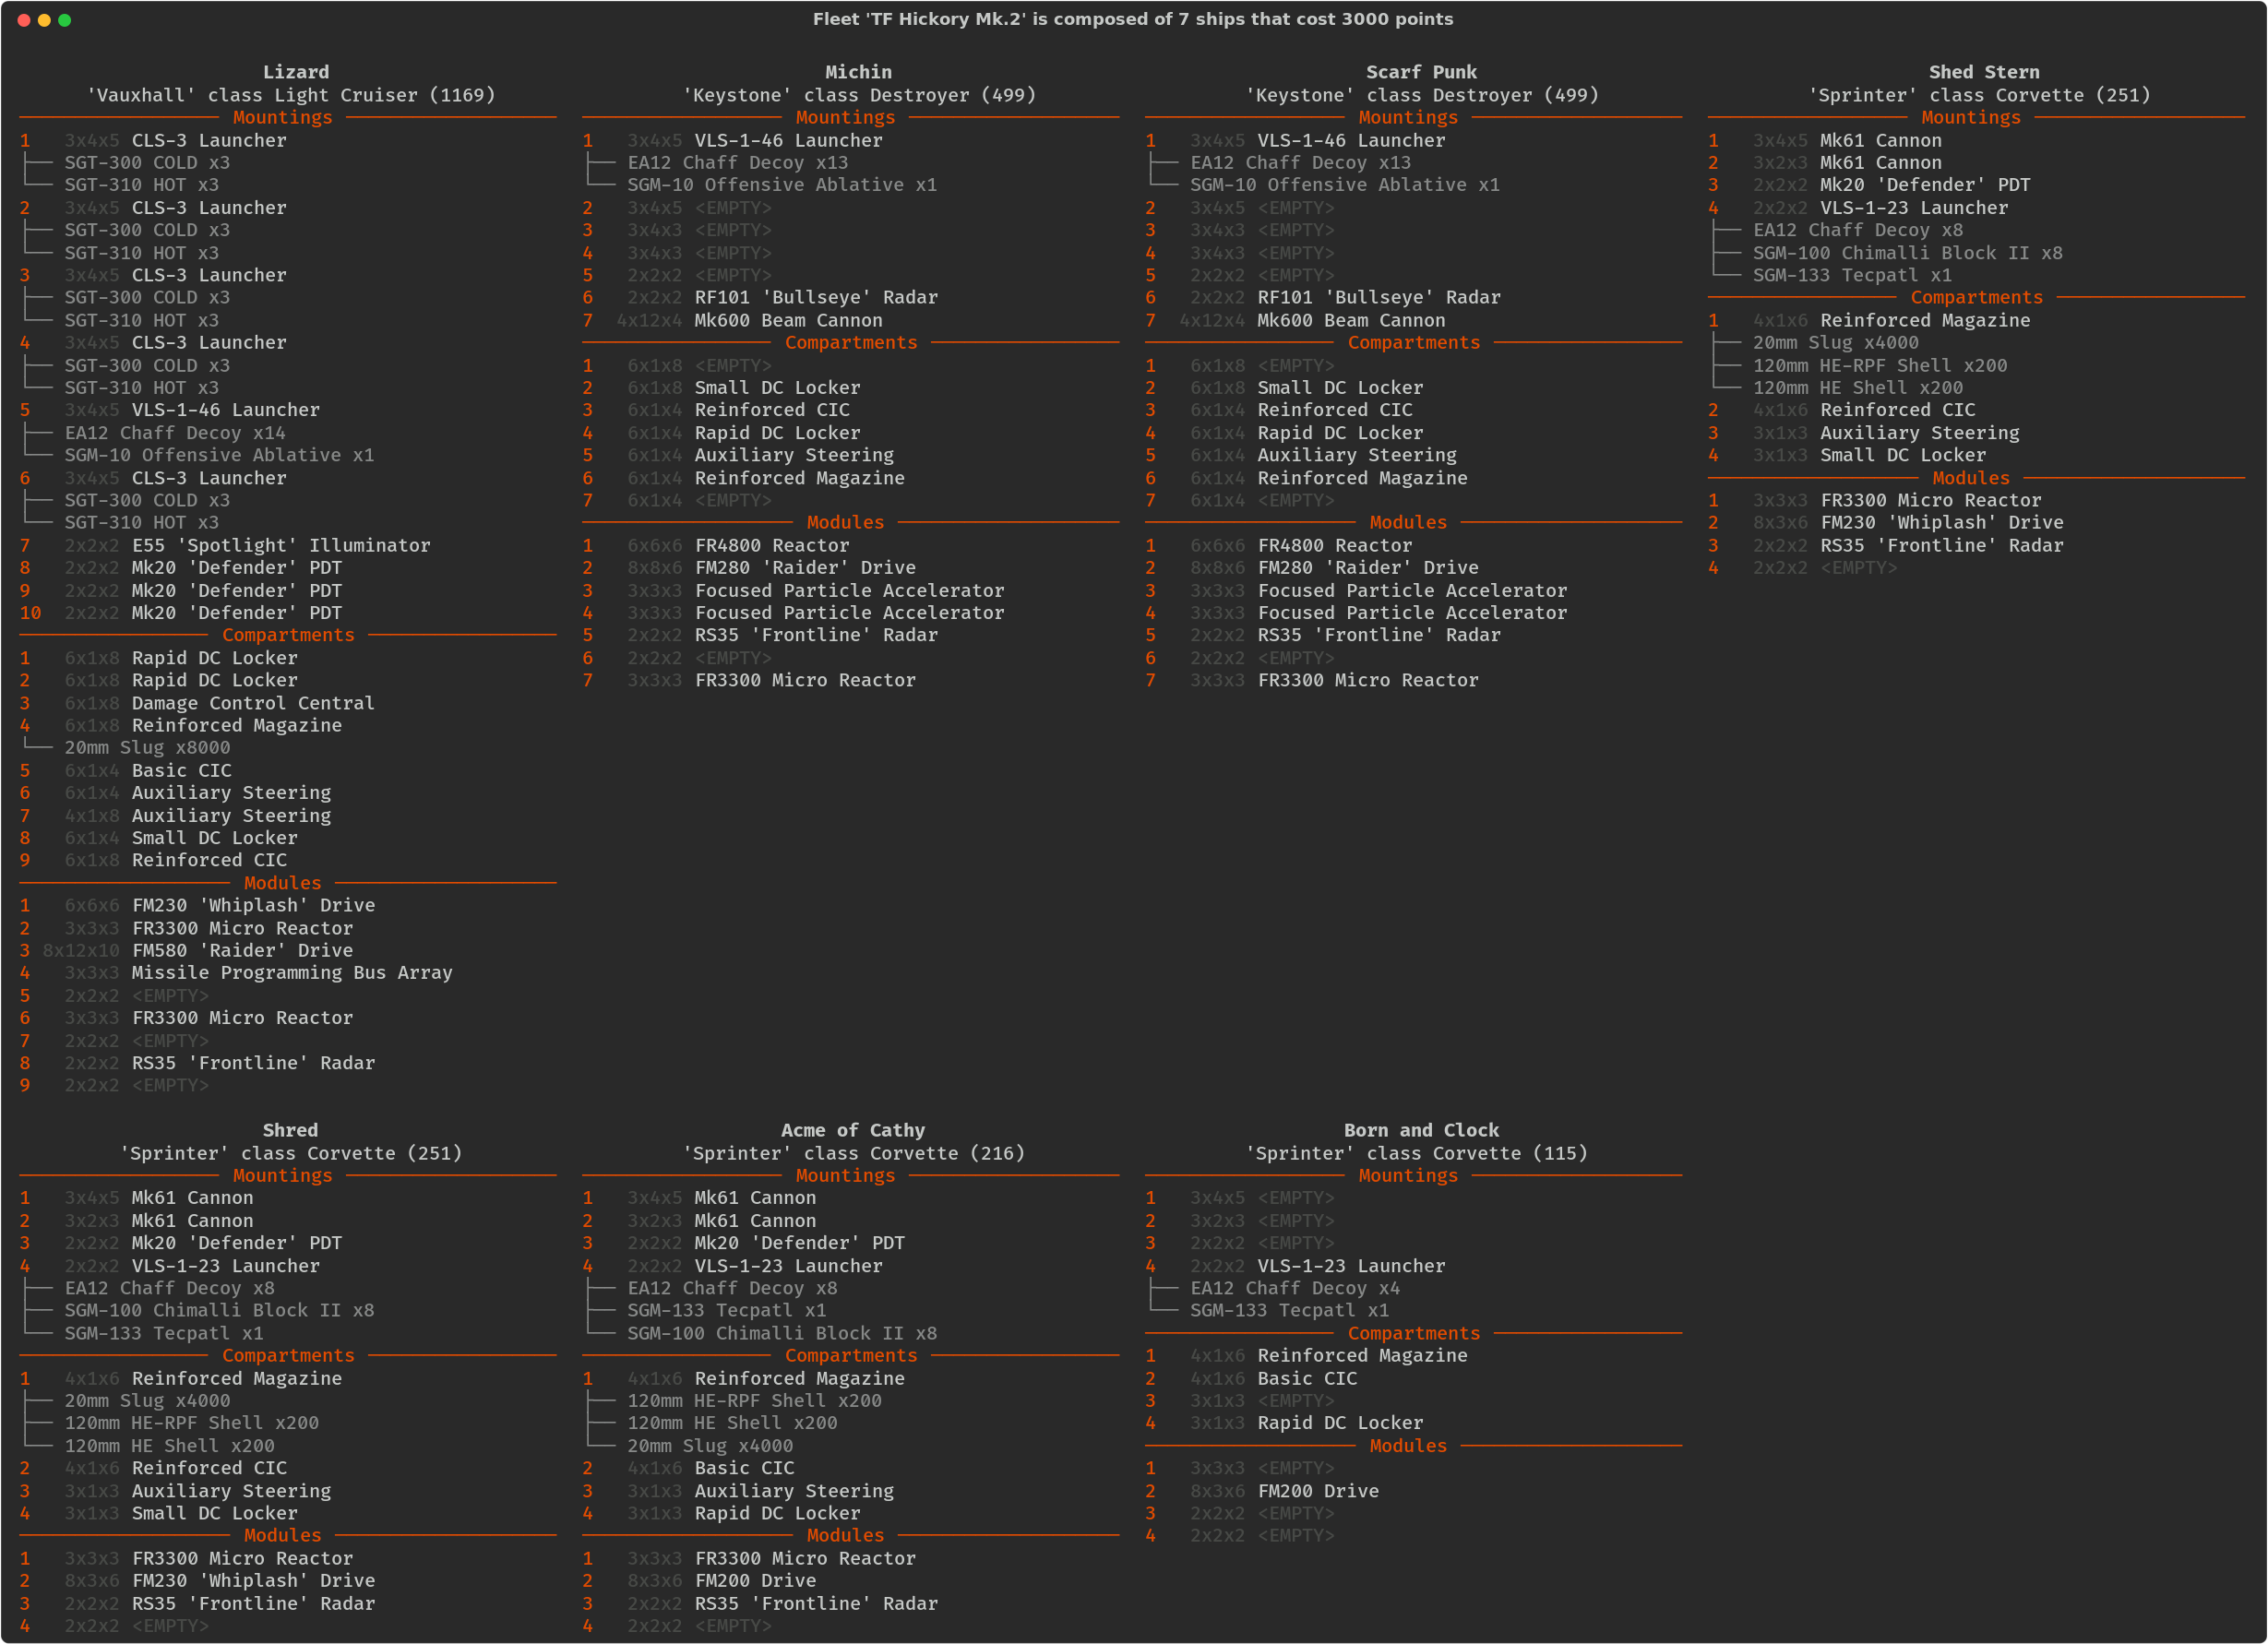 Fleet 'TF Hickory Mk.2' is composed of 7 ships that cost 3000 points
Lizard
'Vauxhall' class Light Cruiser (1169)
Mountings
1 3x4x5 CLS-3 Launcher
SGT-300 COLD x3
SGT-310 HOT x3
2 3x4x5 CLS-3 Launcher
SGT-300 COLD x3
SGT-310 HOT x3
3 3x4x5 CLS-3 Launcher
SGT-300 COLD x3
SGT-310 HOT x3
4 3x4x5 CLS-3 Launcher
SGT-300 COLD x3
SGT-310 HOT x3
5 3x4x5 VLS-1-46 Launcher
EA12 Chaff Decoy x14
SGM-10 Offensive Ablative x1
6 3x4x5 CLS-3 Launcher
SGT-300 COLD x3
SGT-310 HOT x3
7 2x2x2 E55 'Spotlight' Illuminator
8 2x2x2 Mk20 'Defender' PDT
9 2x2x2 Mk20 'Defender' PDT
10 2x2x2 Mk20 'Defender' PDT
Compartments
1 6x1x8 Rapid DC Locker
2 6x1x8 Rapid DC Locker
3 6x1x8 Damage Control Central
4 6x1x8 Reinforced Magazine
20mm Slug x8000
5 6x1x4 Basic CIC
6 6x1x4 Auxiliary Steering
7 4x1x8 Auxiliary Steering
8 6x1x4 Small DC Locker
9 6x1x8 Reinforced CIC
Modules
1 6x6x6 FM230 'Whiplash' Drive
2 3x3x3 FR3300 Micro Reactor
3 8x12x10 FM580 'Raider' Drive
4 3x3x3 Missile Programming Bus Array
5 2x2x2 <EMPTY>
6 3x3x3 FR3300 Micro Reactor
7 2x2x2 <EMPTY>
8 2x2x2 RS35 'Frontline' Radar
9 2x2x2 <EMPTY>
Michin
'Keystone' class Destroyer (499)
Mountings
1 3x4x5 VLS-1-46 Launcher
EA12 Chaff Decoy x13
SGM-10 Offensive Ablative x1
2 3x4x5 <EMPTY>
3 3x4x3 <EMPTY>
4 3x4x3 <EMPTY>
5 2x2x2 <EMPTY>
6 2x2x2 RF101 'Bullseye' Radar
7 4x12x4 Mk600 Beam Cannon
Compartments
1 6x1x8 <EMPTY>
2 6x1x8 Small DC Locker
3 6x1x4 Reinforced CIC
4 6x1x4 Rapid DC Locker
5 6x1x4 Auxiliary Steering
6 6x1x4 Reinforced Magazine
7 6x1x4 <EMPTY>
Modules
1 6x6x6 FR4800 Reactor
2 8x8x6 FM280 'Raider' Drive
3 3x3x3 Focused Particle Accelerator
4 3x3x3 Focused Particle Accelerator
5 2x2x2 RS35 'Frontline' Radar
6 2x2x2 <EMPTY>
7 3x3x3 FR3300 Micro Reactor
Scarf Punk
'Keystone' class Destroyer (499)
Mountings
1 3x4x5 VLS-1-46 Launcher
EA12 Chaff Decoy x13
SGM-10 Offensive Ablative x1
2 3x4x5 <EMPTY>
3 3x4x3 <EMPTY>
4 3x4x3 <EMPTY>
5 2x2x2 <EMPTY>
6 2x2x2 RF101 'Bullseye' Radar
7 4x12x4 Mk600 Beam Cannon
Compartments
1 6x1x8 <EMPTY>
2 6x1x8 Small DC Locker
3 6x1x4 Reinforced CIC
4 6x1x4 Rapid DC Locker
5 6x1x4 Auxiliary Steering
6 6x1x4 Reinforced Magazine
7 6x1x4 <EMPTY>
Modules
1 6x6x6 FR4800 Reactor
2 8x8x6 FM280 'Raider' Drive
3 3x3x3 Focused Particle Accelerator
4 3x3x3 Focused Particle Accelerator
5 2x2x2 RS35 'Frontline' Radar
6 2x2x2 <EMPTY>
7 3x3x3 FR3300 Micro Reactor
Shed Stern
'Sprinter' class Corvette (251)
Mountings
1 3x4x5 Mk61 Cannon
2 3x2x3 Mk61 Cannon
3 2x2x2 Mk20 'Defender' PDT
4 2x2x2 VLS-1-23 Launcher
EA12 Chaff Decoy x8
SGM-100 Chimalli Block II x8
SGM-133 Tecpatl x1
Compartments
1 4x1x6 Reinforced Magazine
20mm Slug x4000
120mm HE-RPF Shell x200
120mm HE Shell x200
2 4x1x6 Reinforced CIC
3 3x1x3 Auxiliary Steering
4 3x1x3 Small DC Locker
Modules
1 3x3x3 FR3300 Micro Reactor
2 8x3x6 FM230 'Whiplash' Drive
3 2x2x2 RS35 'Frontline' Radar
4 2x2x2 <EMPTY>
Shred
'Sprinter' class Corvette (251)
Mountings
1 3x4x5 Mk61 Cannon
2 3x2x3 Mk61 Cannon
3 2x2x2 Mk20 'Defender' PDT
4 2x2x2 VLS-1-23 Launcher
EA12 Chaff Decoy x8
SGM-100 Chimalli Block II x8
SGM-133 Tecpatl x1
Compartments
1 4x1x6 Reinforced Magazine
20mm Slug x4000
120mm HE-RPF Shell x200
120mm HE Shell x200
2 4x1x6 Reinforced CIC
3 3x1x3 Auxiliary Steering
4 3x1x3 Small DC Locker
Modules
1 3x3x3 FR3300 Micro Reactor
2 8x3x6 FM230 'Whiplash' Drive
3 2x2x2 RS35 'Frontline' Radar
4 2x2x2 <EMPTY>
Acme of Cathy
'Sprinter' class Corvette (216)
Mountings
1 3x4x5 Mk61 Cannon
2 3x2x3 Mk61 Cannon
3 2x2x2 Mk20 'Defender' PDT
4 2x2x2 VLS-1-23 Launcher
EA12 Chaff Decoy x8
SGM-133 Tecpatl x1
SGM-100 Chimalli Block II x8
Compartments
1 4x1x6 Reinforced Magazine
120mm HE-RPF Shell x200
120mm HE Shell x200
20mm Slug x4000
2 4x1x6 Basic CIC
3 3x1x3 Auxiliary Steering
4 3x1x3 Rapid DC Locker
Modules
1 3x3x3 FR3300 Micro Reactor
2 8x3x6 FM200 Drive
3 2x2x2 RS35 'Frontline' Radar
4 2x2x2 <EMPTY>
Born and Clock
'Sprinter' class Corvette (115)
Mountings
1 3x4x5 <EMPTY>
2 3x2x3 <EMPTY>
3 2x2x2 <EMPTY>
4 2x2x2 VLS-1-23 Launcher
EA12 Chaff Decoy x4
SGM-133 Tecpatl x1
Compartments
1 4x1x6 Reinforced Magazine
2 4x1x6 Basic CIC
3 3x1x3 <EMPTY>
4 3x1x3 Rapid DC Locker
Modules
1 3x3x3 <EMPTY>
2 8x3x6 FM200 Drive
3 2x2x2 <EMPTY>
4 2x2x2 <EMPTY>